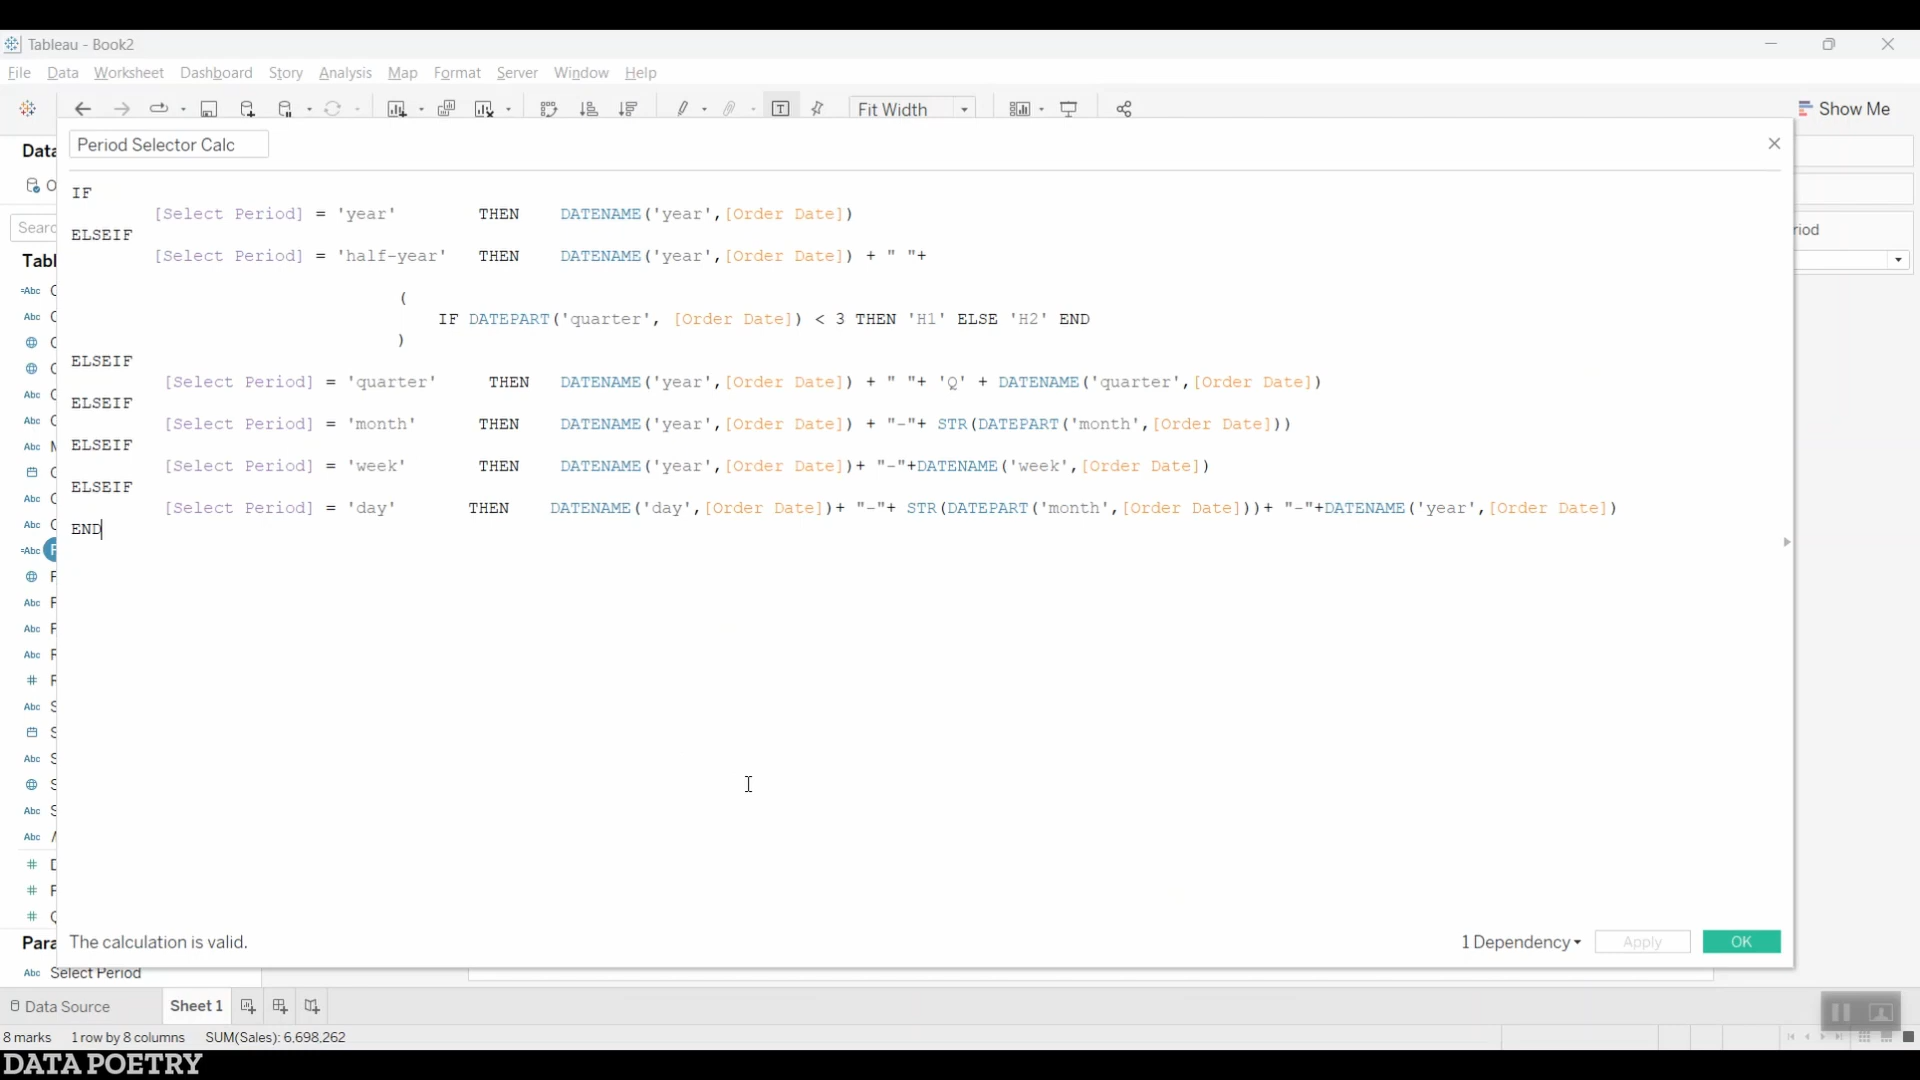 Tableau - Book2
File Data Worksheet Dashboard Story Analysis Map Format Server Window Help
Fit Width
Show Me
Data
Period Selector Calc
IF
[Select Period] = 'year' THEN DATENAME('year',[Order Date])
ELSEIF
[Select Period] = 'half-year' THEN DATENAME('year',[Order Date]) + " "+
(
IF DATEPART('quarter', [Order Date]) < 3 THEN 'H1' ELSE 'H2' END
)
ELSEIF
[Select Period] = 'quarter' THEN DATENAME('year',[Order Date]) + " "+ 'Q' + DATENAME('quarter',[Order Date])
ELSEIF
[Select Period] = 'month' THEN DATENAME('year',[Order Date]) + "-"+ STR(DATEPART('month',[Order Date]))
ELSEIF
[Select Period] = 'week' THEN DATENAME('year',[Order Date])+ "-"+DATENAME('week',[Order Date])
ELSEIF
[Select Period] = 'day' THEN DATENAME('day',[Order Date])+ "-"+ STR(DATEPART('month',[Order Date]))+ "-"+DATENAME('year',[Order Date])
END
The calculation is valid.
1 Dependency
Apply
OK
Select Period
Data Source
Sheet 1
8 marks 1 row by 8 columns SUM(Sales): 6,698,262
DATA POETRY